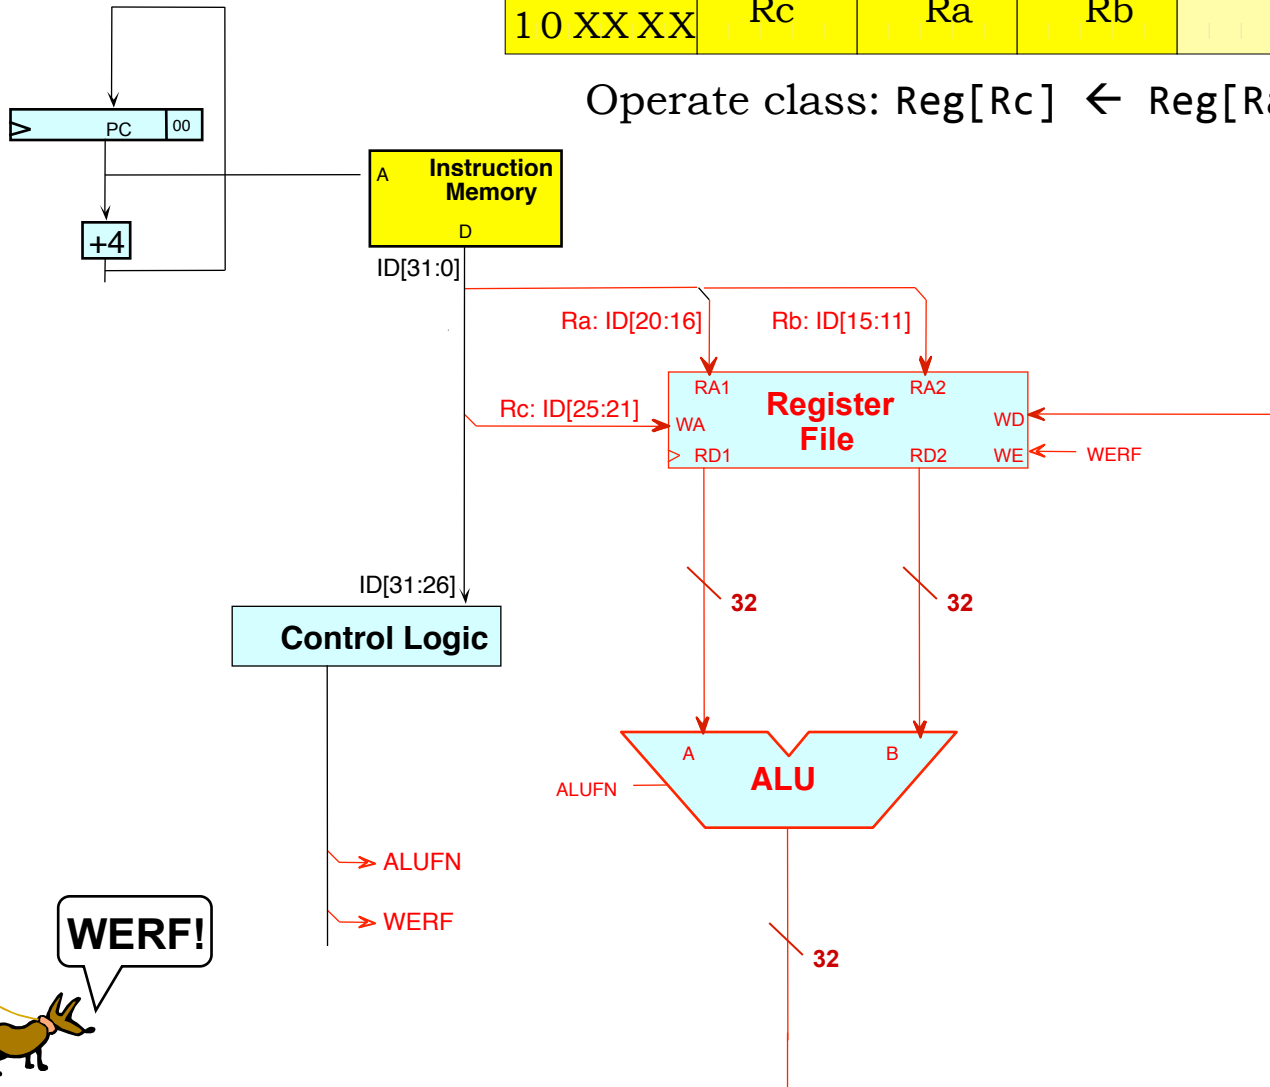 10XXXX Rc Ra Rb
Operate class: Reg[Rc] ← Reg[Ra
PC 00
A Instruction
Memory
D
+4
ID[31:0]
Ra: ID[20:16] Rb: ID[15:11]
RA1 RA2
Register
File
Rc: ID[25:21]
WA WD
RD1 RD2 WE WERF
ID[31:26]
32 32
Control Logic
A B
ALU
ALUFN
ALUFN
WERF
WERF!
32